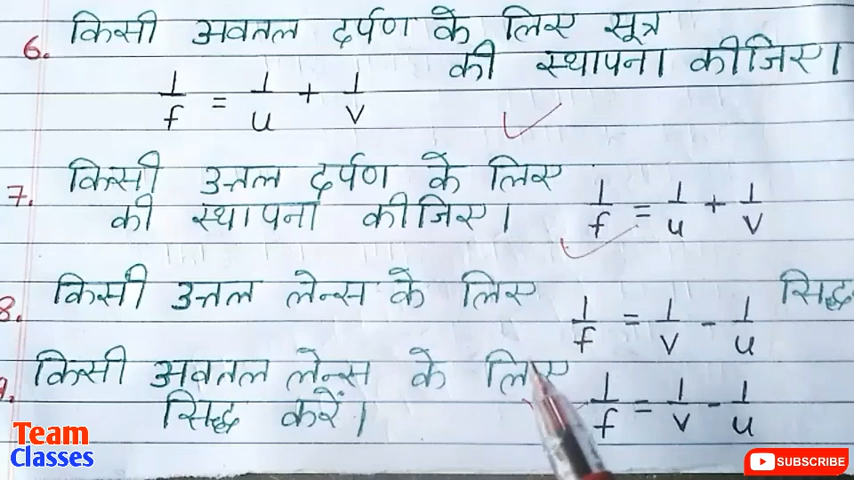 6. किसी अवतल दर्पण के लिए सूत्र
की स्थापना कीजिए।
1/f = 1/u + 1/v
7. किसी उत्तल दर्पण के लिए
की स्थापना कीजिए। 1/f = 1/u + 1/v
8. किसी उत्तल लेन्स के लिए 1/f = 1/v - 1/u सिद्ध
9. किसी अवतल लेन्स के लिए 1/f = 1/v - 1/u
सिद्ध करें।
Team
Classes
SUBSCRIBE